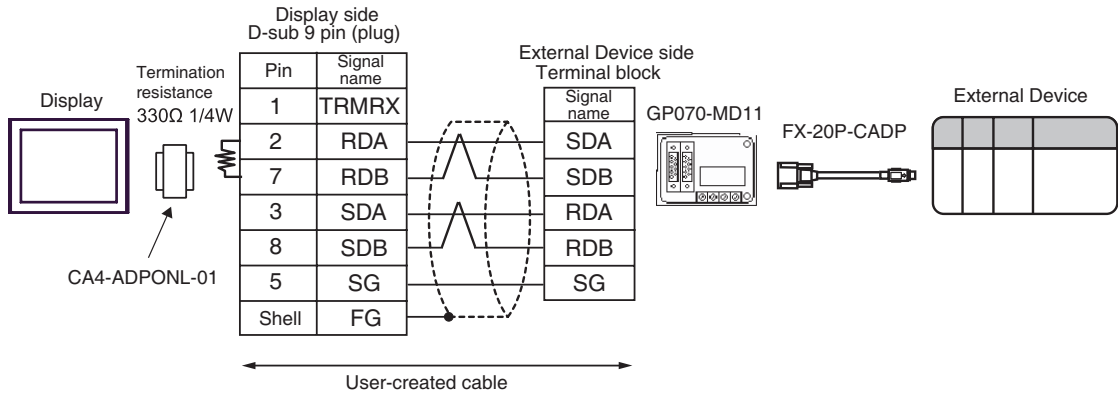 Display side
D-sub 9 pin (plug)
External Device side
Terminal block
Display
Termination
resistance
330Ω 1/4W
CA4-ADPONL-01
Pin Signal name
1 TRMRX
2 RDA
7 RDB
3 SDA
8 SDB
5 SG
Shell FG
Signal name
SDA
SDB
RDA
RDB
SG
GP070-MD11
FX-20P-CADP
External Device
User-created cable